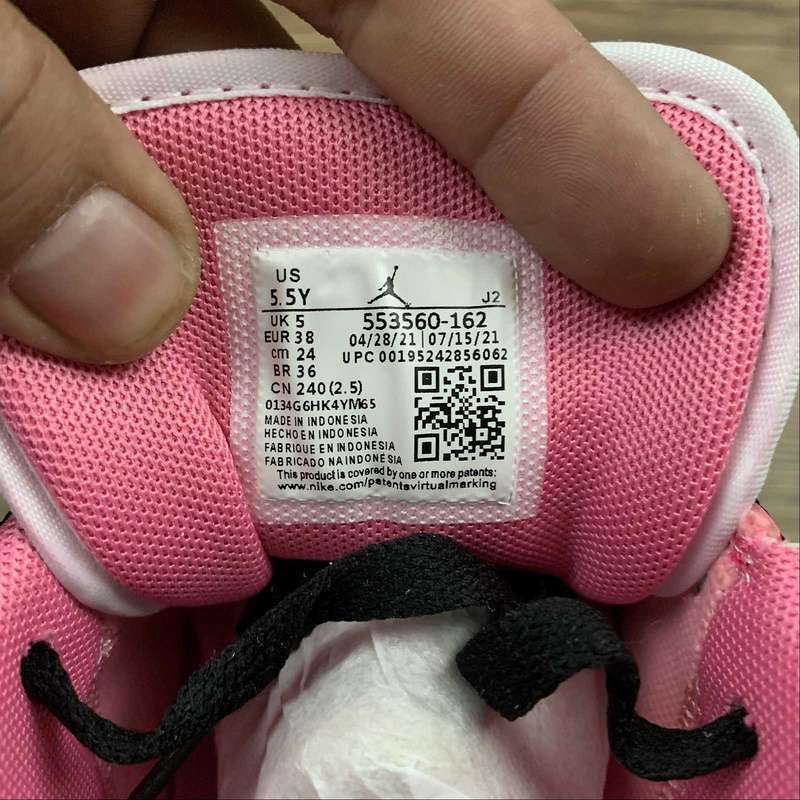 US
5.5Y J2
UK 5 553560-162
EUR 38 04/28/21 | 07/15/21
cm 24 UPC 00195242856062
BR 36
CN 240 (2.5)
0134G6HK4YM65
MADE IN INDONESIA
HECHO EN INDONESIA
FABRIQUE EN INDONESIA
FABRICADO NA INDONESIA
This product is covered by one or more patents:
www.nike.com/patentsvirtualmarking